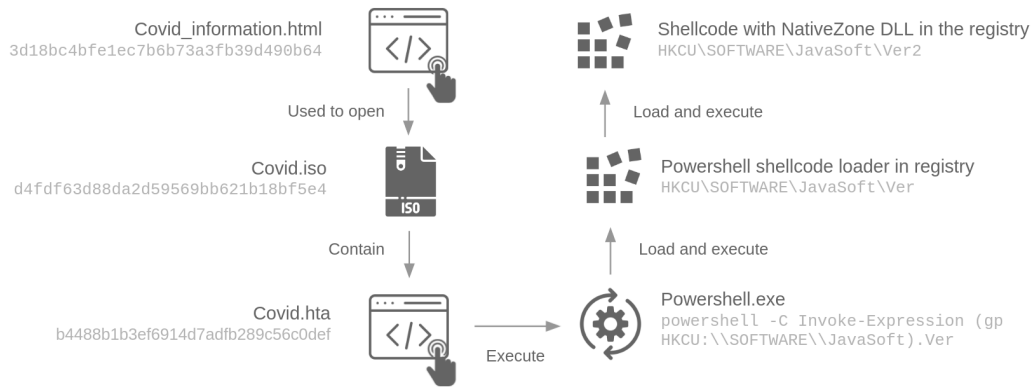 Covid_information.html
3d18bc4bfe1ec7b6b73a3fb39d490b64
Used to open
Covid.iso
d4fdf63d88da2d59569bb621b18bf5e4
ISO
Contain
Covid.hta
b4488b1b3ef6914d7adfb289c56c0def
Execute
Powershell.exe
powershell -C Invoke-Expression (gp
HKCU:\\SOFTWARE\\JavaSoft).Ver
Load and execute
Powershell shellcode loader in registry
HKCU\SOFTWARE\JavaSoft\Ver
Load and execute
Shellcode with NativeZone DLL in the registry
HKCU\SOFTWARE\JavaSoft\Ver2